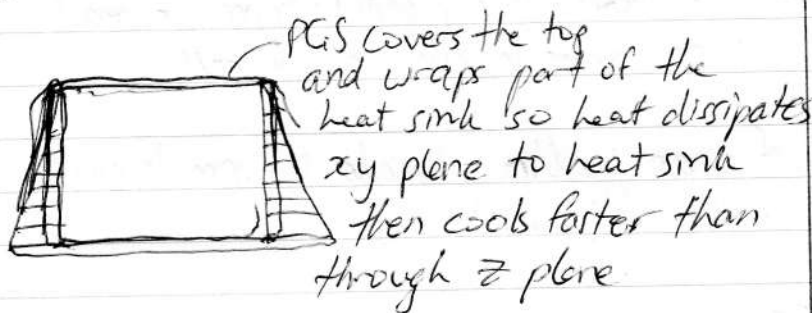 PGS covers the top
and wraps part of the
heat sink so heat dissipates
xy plane to heat sink
then cools faster than
through z plane